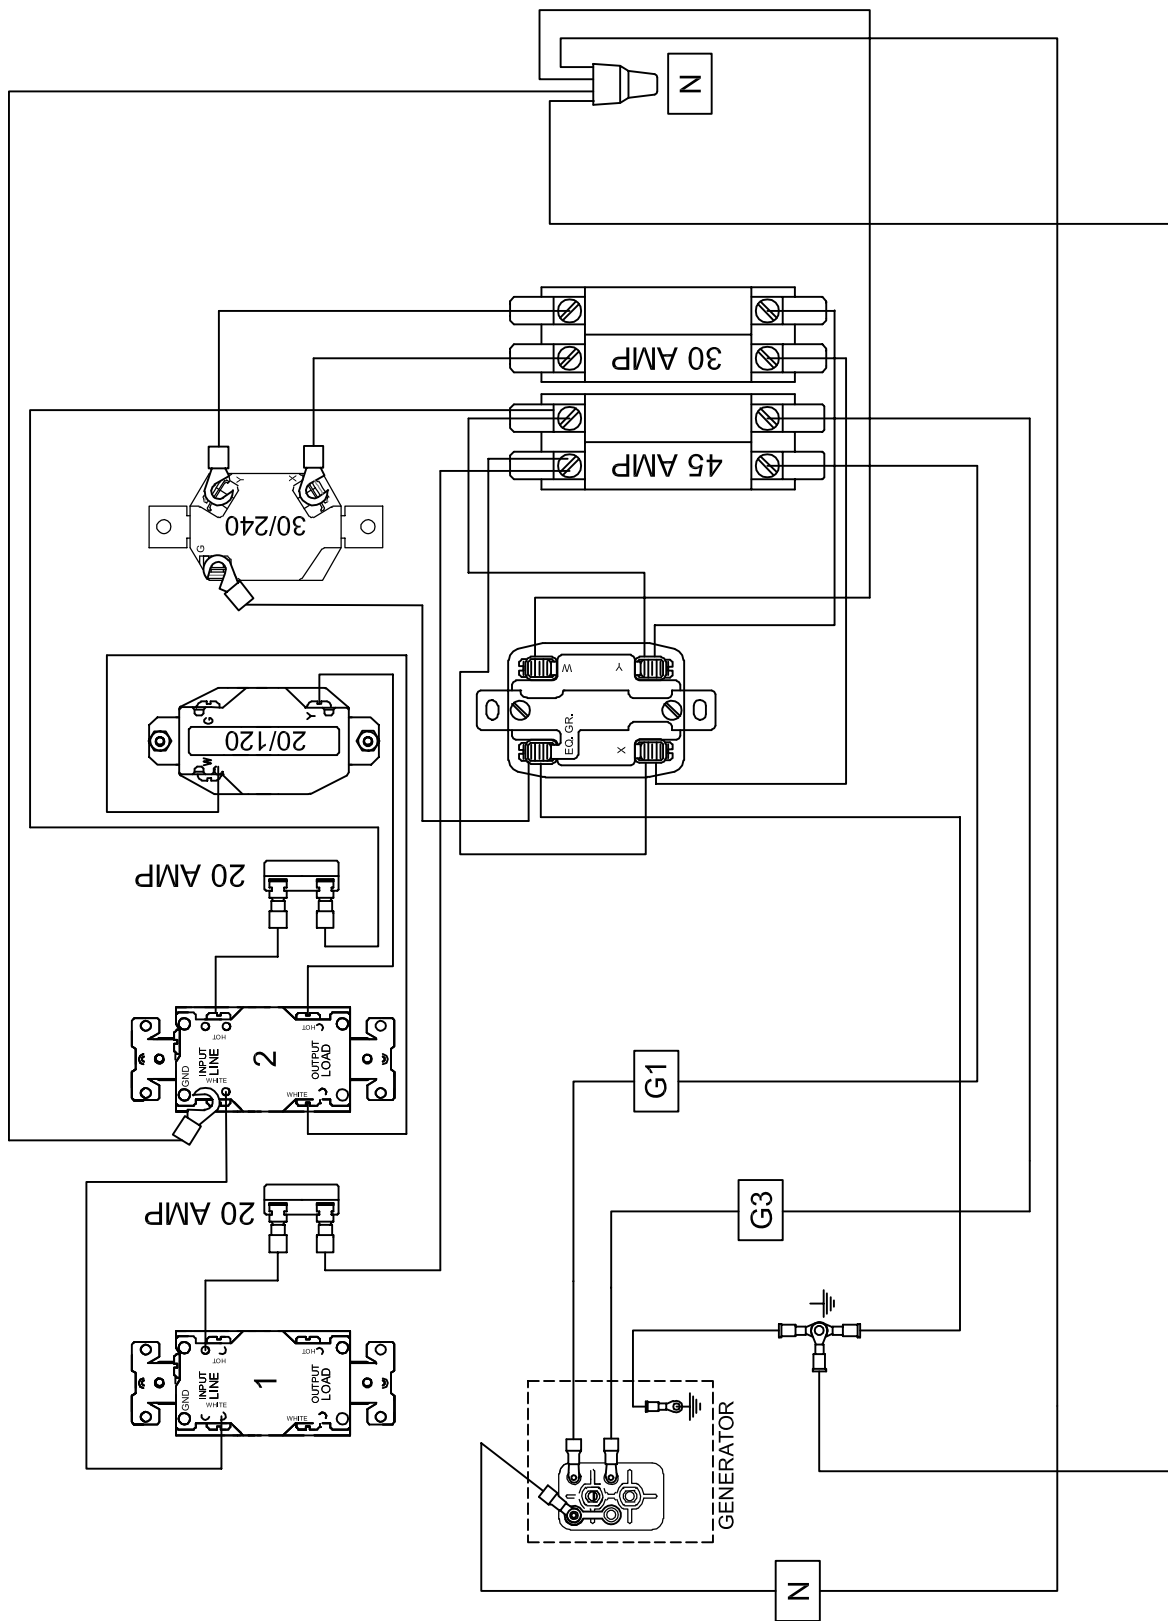 N
30 AMP
45 AMP
Y
X
30/240
G
W
Y
G
Y
20/120
W
EQ. GR.
X
20 AMP
HOT
HOT
INPUT
LINE
2
OUTPUT
LOAD
GND
WHITE
WHITE
G1
20 AMP
G3
HOT
HOT
INPUT
LINE
1
OUTPUT
LOAD
GND
WHITE
WHITE
GENERATOR
N